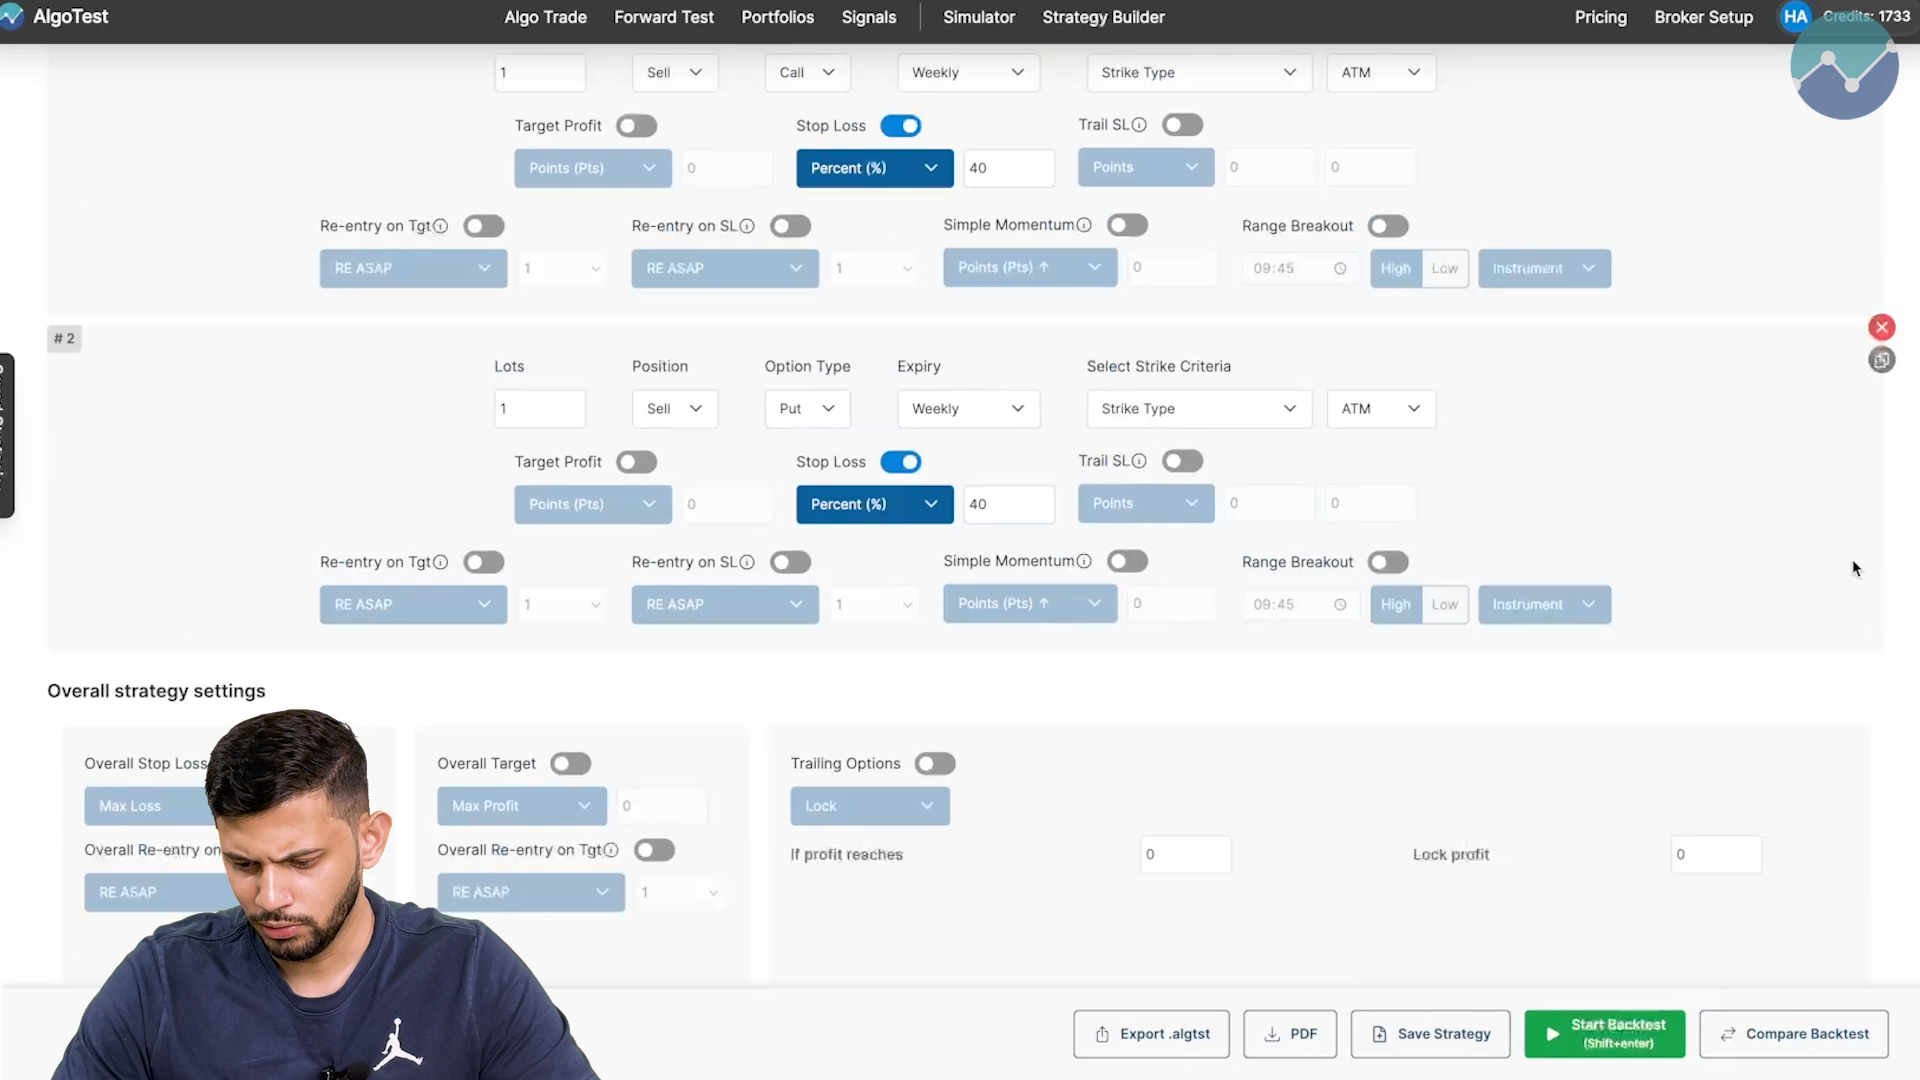 AlgoTest Algo Trade Forward Test Portfolios Signals Simulator Strategy Builder Pricing Broker Setup HA Credits: 1733
1 Sell Call Weekly Strike Type ATM
Target Profit Stop Loss Trail SL
Points (Pts) 0 Percent (%) 40 Points 0 0
Re-entry on Tgt Re-entry on SL Simple Momentum Range Breakout
RE ASAP 1 RE ASAP 1 Points (Pts) ↑ 0 09:45 High Low Instrument
# 2
Lots Position Option Type Expiry Select Strike Criteria
1 Sell Put Weekly Strike Type ATM
Target Profit Stop Loss Trail SL
Points (Pts) 0 Percent (%) 40 Points 0 0
Re-entry on Tgt Re-entry on SL Simple Momentum Range Breakout
RE ASAP 1 RE ASAP 1 Points (Pts) ↑ 0 09:45 High Low Instrument
Overall strategy settings
Overall Stop Loss Overall Target Trailing Options
Max Loss Max Profit 0 Lock
Overall Re-entry on Overall Re-entry on Tgt If profit reaches 0 Lock profit 0
RE ASAP RE ASAP 1
Export .algtst PDF Save Strategy Start Backtest Compare Backtest
(Shift+enter)